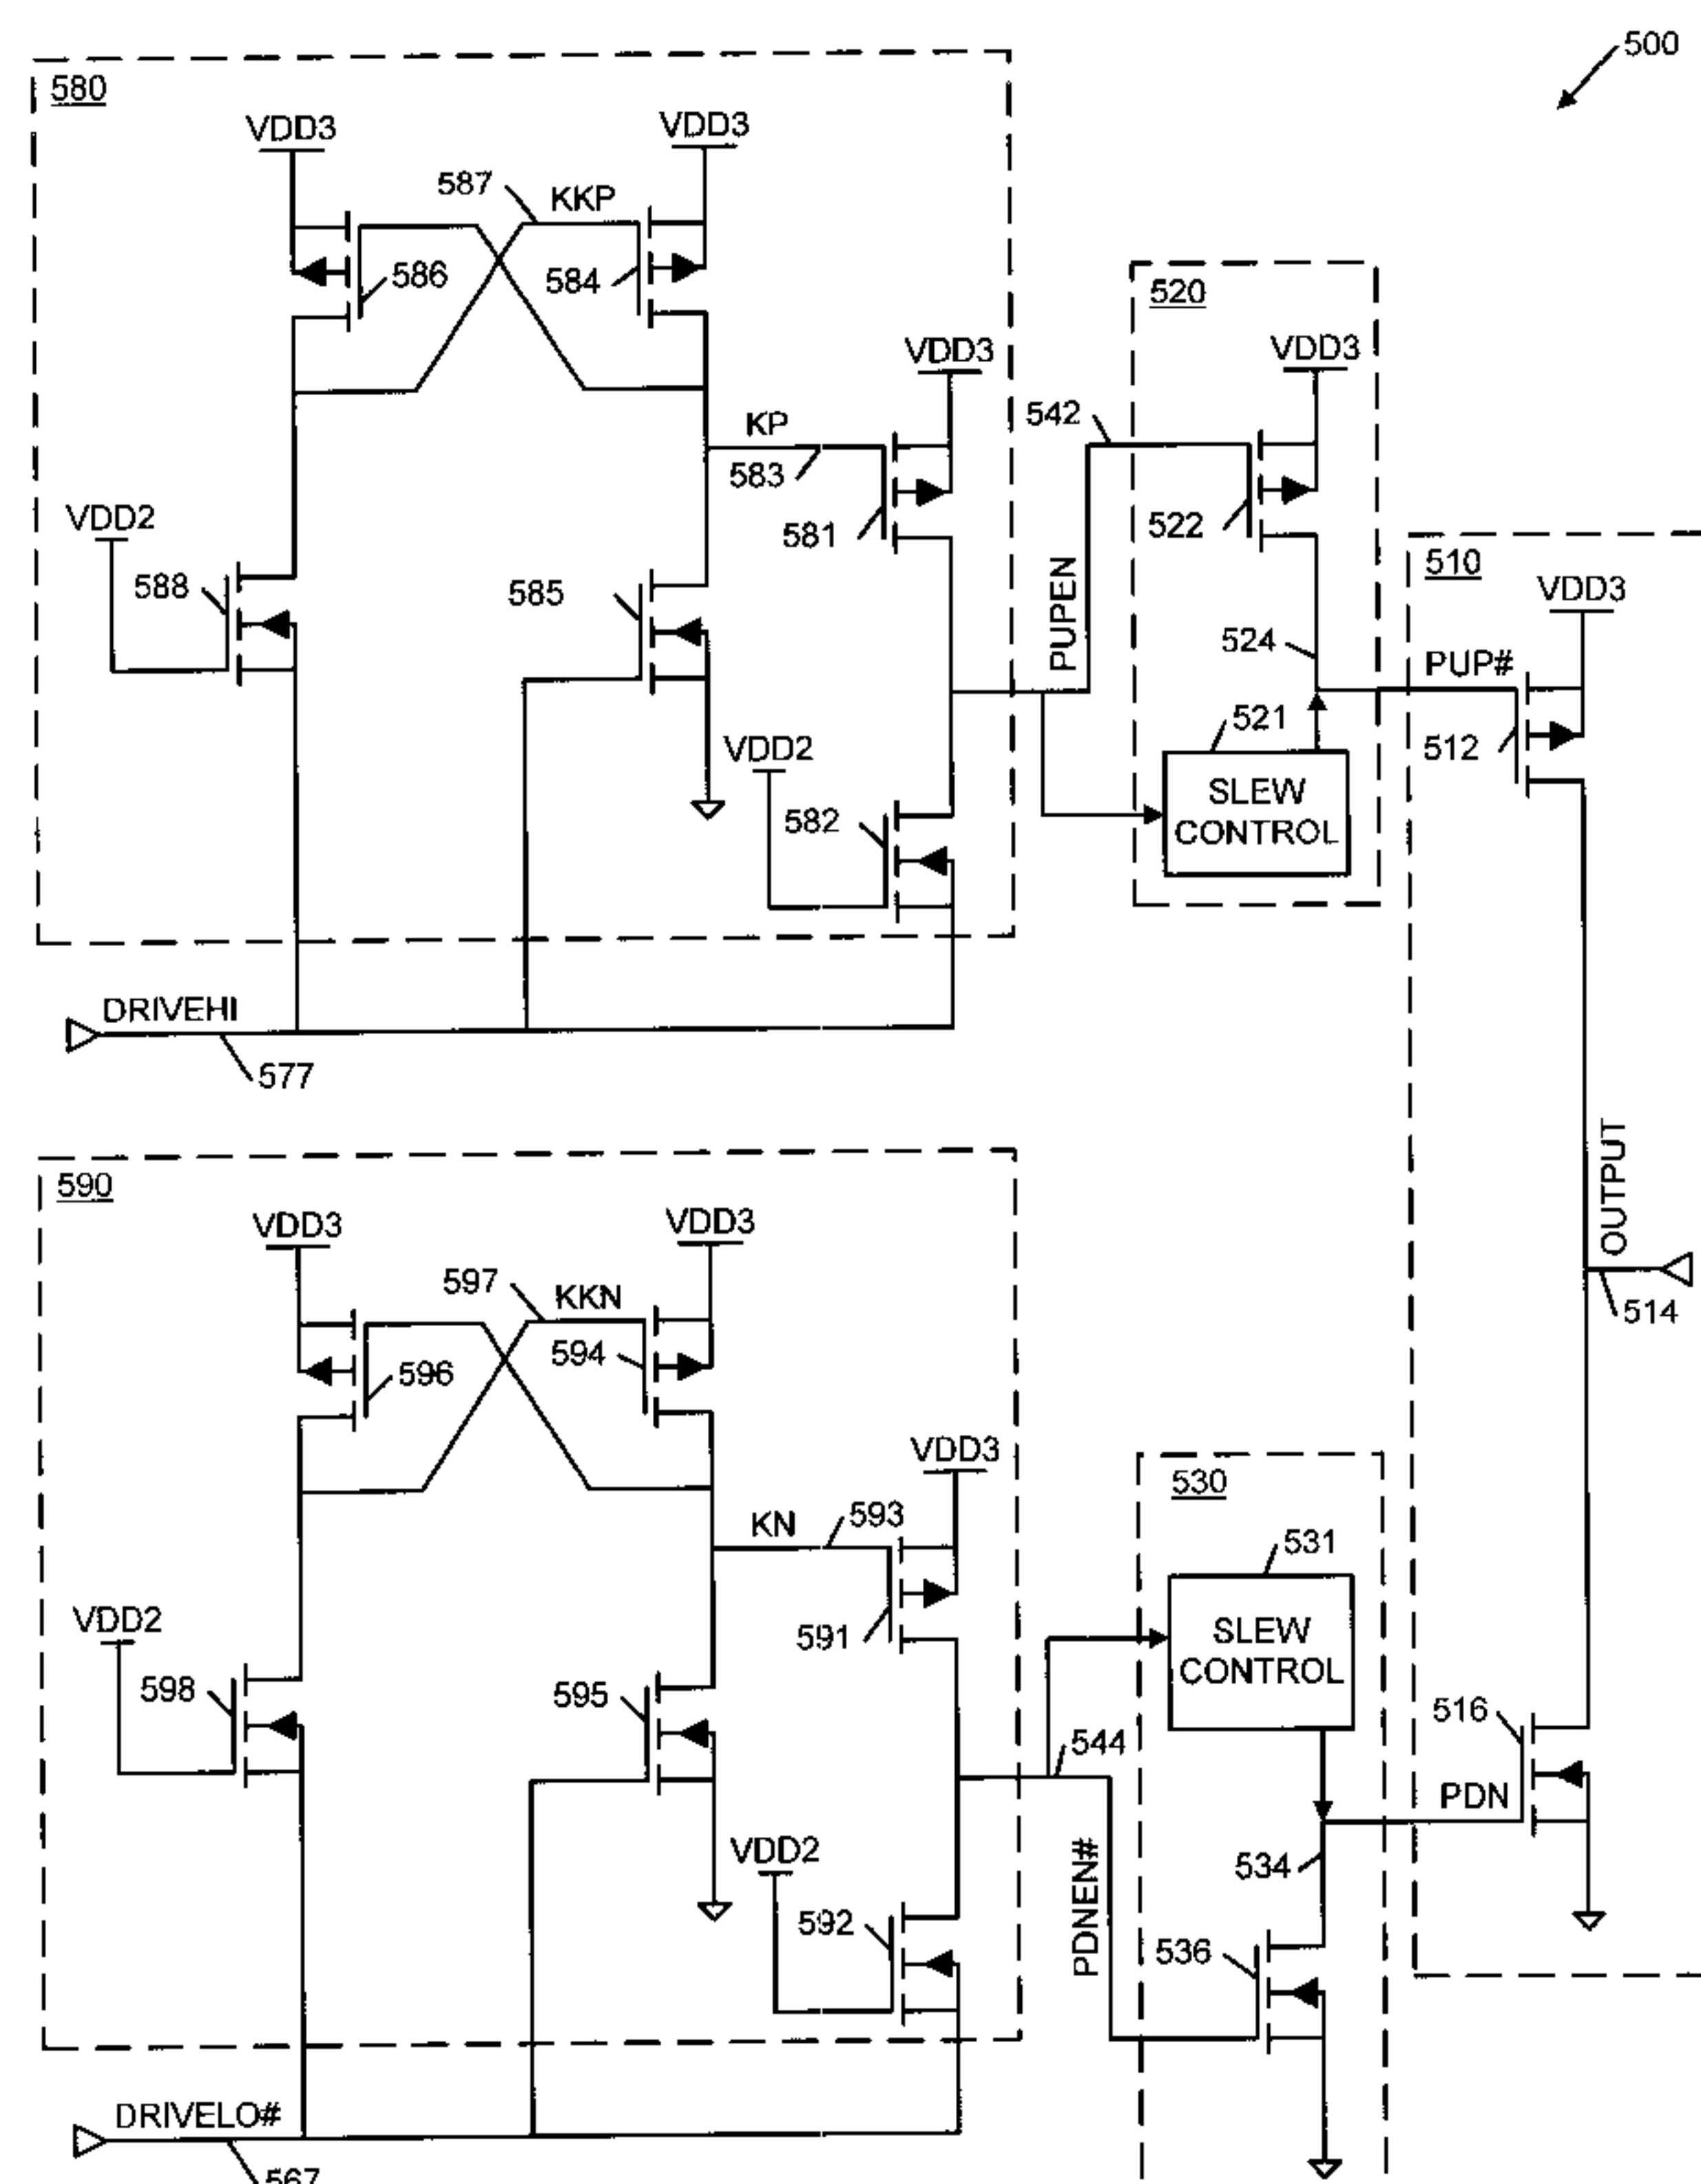 500
580
VDD3
VDD3
587
KKP
586
584
520
VDD3
VDD3
542
KP
583
581
522
VDD2
588
585
PUPEN
510
VDD3
524
PUP#
521
512
VDD2
582
SLEW
CONTROL
DRIVEHI
577
OUTPUT
514
590
VDD3
VDD3
597
KKN
596
594
VDD3
530
KN
593
531
591
SLEW
CONTROL
VDD2
598
595
544
516
PDN
VDD2
592
PDNEN#
534
536
DRIVELO#
567